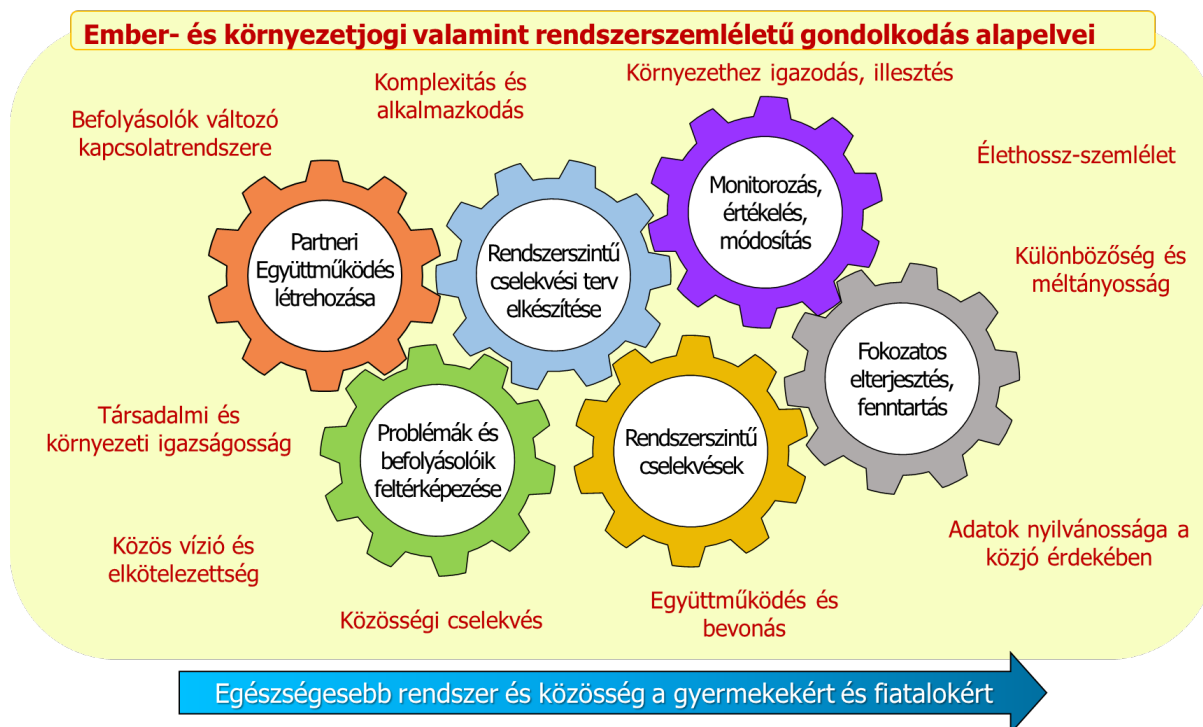 Ember- és környezetjogi valamint rendszerszemléletű gondolkodás alapelvei
Befolyásolók változó
kapcsolatrendszere
Komplexitás és
alkalmazkodás
Környezethez igazodás, illesztés
Élethossz-szemlélet
Különbözőség és
méltányosság
Partneri
Együttműködés
létrehozása
Rendszerszintű
cselekvési terv
elkészítése
Monitorozás,
értékelés,
módosítás
Fokozatos
elterjesztés,
fenntartás
Problémák és
befolyásolóik
feltérképezése
Rendszerszintű
cselekvések
Társadalmi és
környezeti igazságosság
Közös vízió és
elkötelezettség
Közösségi cselekvés
Együttműködés és
bevonás
Adatok nyilvánossága a
közjó érdekében
Egészségesebb rendszer és közösség a gyermekekért és fiatalokért